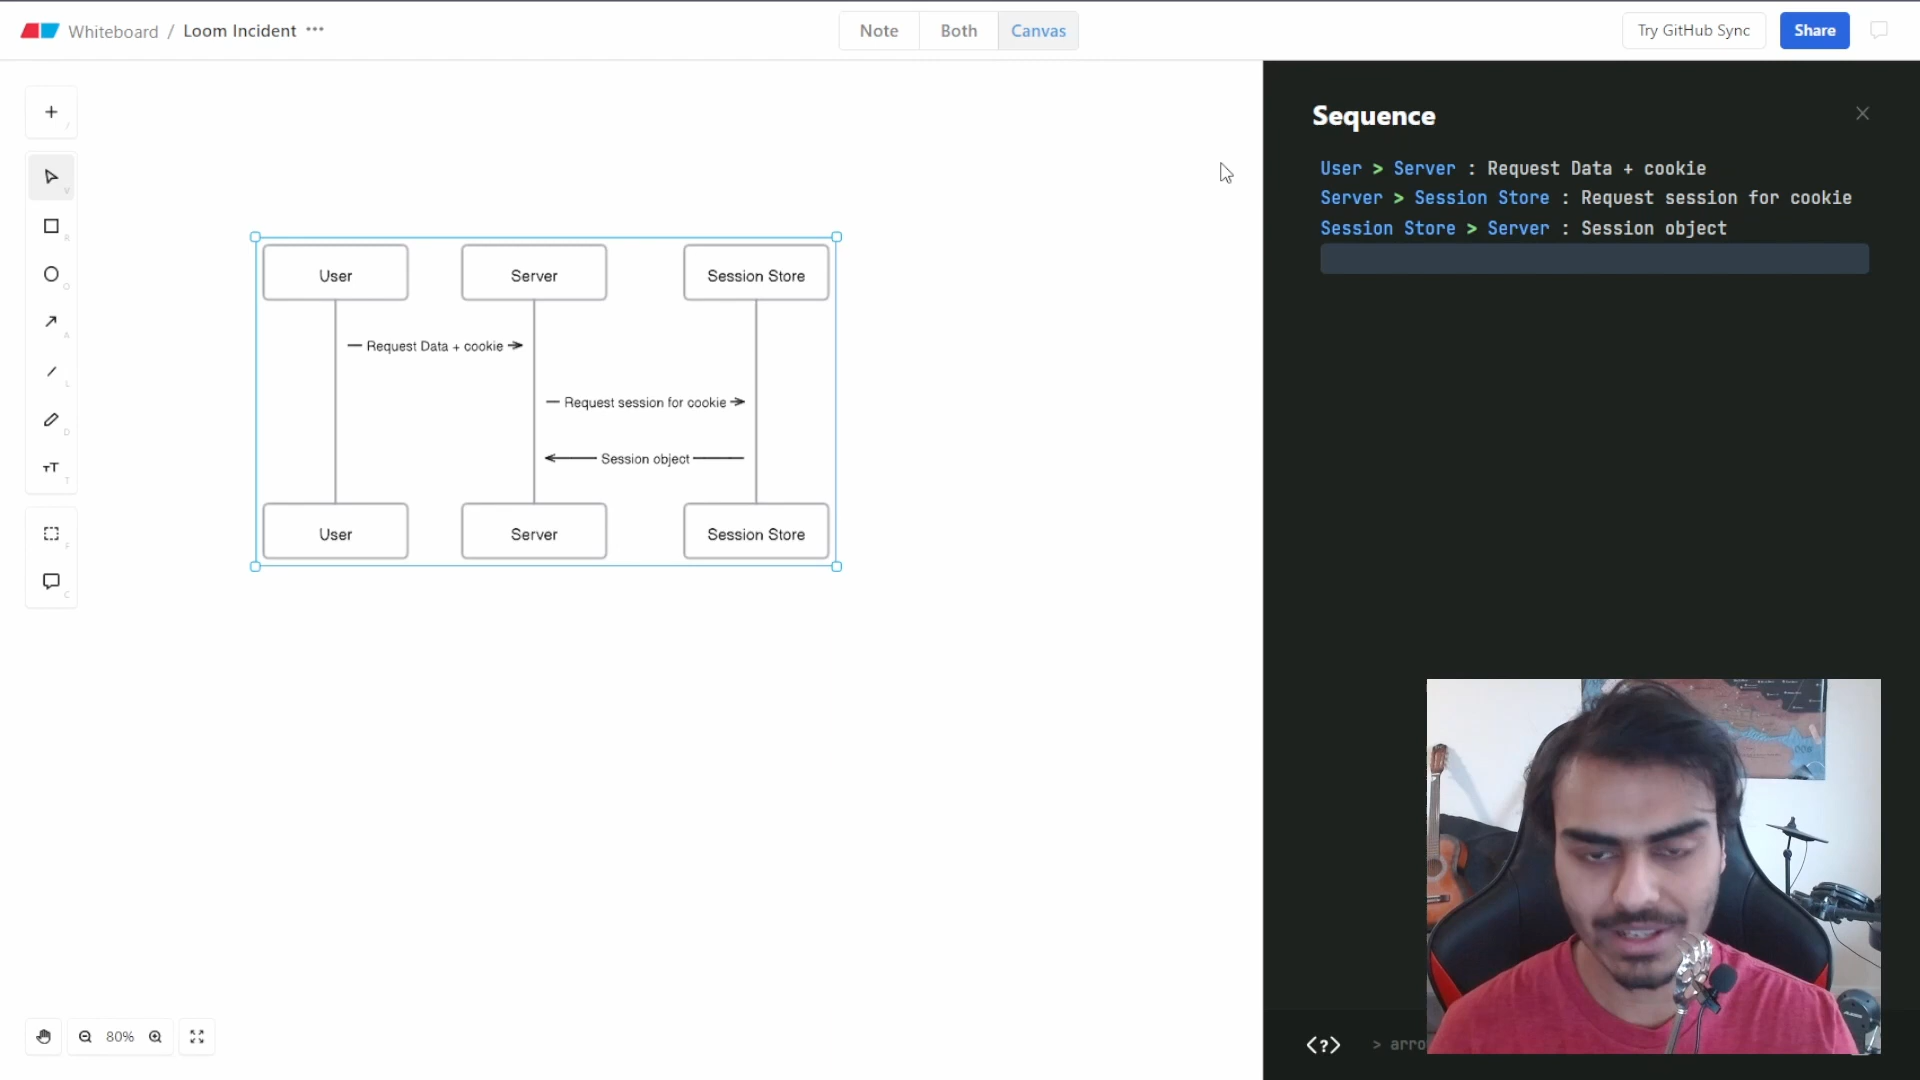 Whiteboard / Loom Incident ···
Note Both Canvas
Try GitHub Sync
Share
Sequence
User > Server : Request Data + cookie
Server > Session Store : Request session for cookie
Session Store > Server : Session object
User Server Session Store
Request Data + cookie
Request session for cookie
Session object
User Server Session Store
V
R
O
A
L
D
TT
T
F
C
80%
<?> > arro